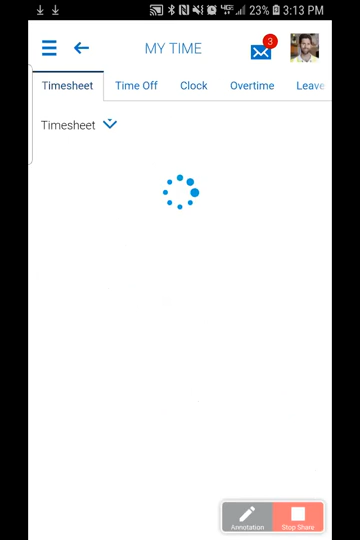 23% 3:13 PM
MY TIME
3
Timesheet Time Off Clock Overtime Leave
Timesheet
Annotation Stop Share